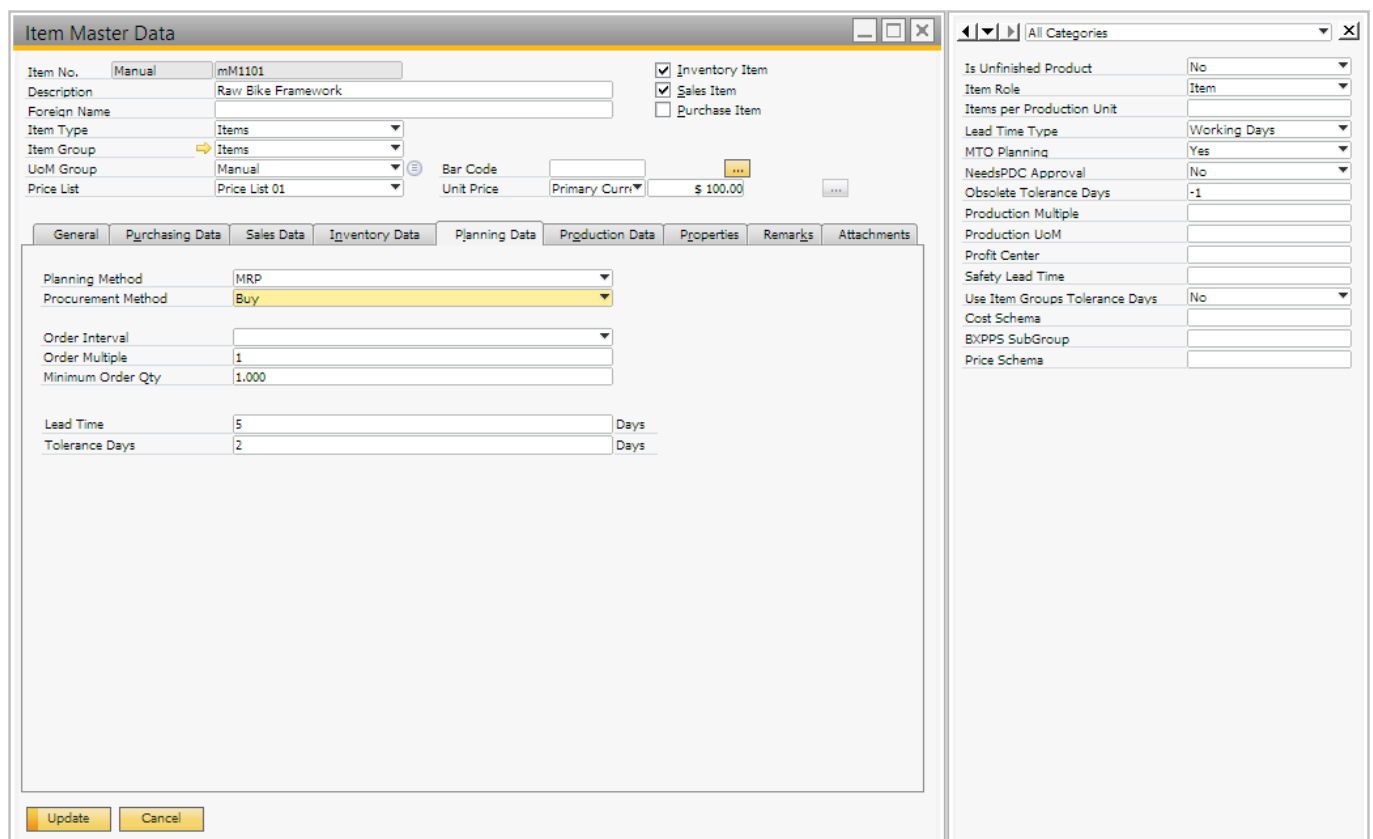 Item Master Data
All Categories
Item No. Manual mM1101 Inventory Item
Description Raw Bike Framework Sales Item
Foreign Name Purchase Item
Item Type Items
Item Group Items
UoM Group Manual Bar Code ...
Price List Price List 01 Unit Price Primary Curre $ 100.00 ...
General Purchasing Data Sales Data Inventory Data Planning Data Production Data Properties Remarks Attachments
Planning Method MRP
Procurement Method Buy
Order Interval
Order Multiple 1
Minimum Order Qty 1.000
Lead Time 5 Days
Tolerance Days 2 Days
Update Cancel
Is Unfinished Product No
Item Role Item
Items per Production Unit
Lead Time Type Working Days
MTO Planning Yes
NeedsPDC Approval No
Obsolete Tolerance Days -1
Production Multiple
Production UoM
Profit Center
Safety Lead Time
Use Item Groups Tolerance Days No
Cost Schema
BXPPS SubGroup
Price Schema